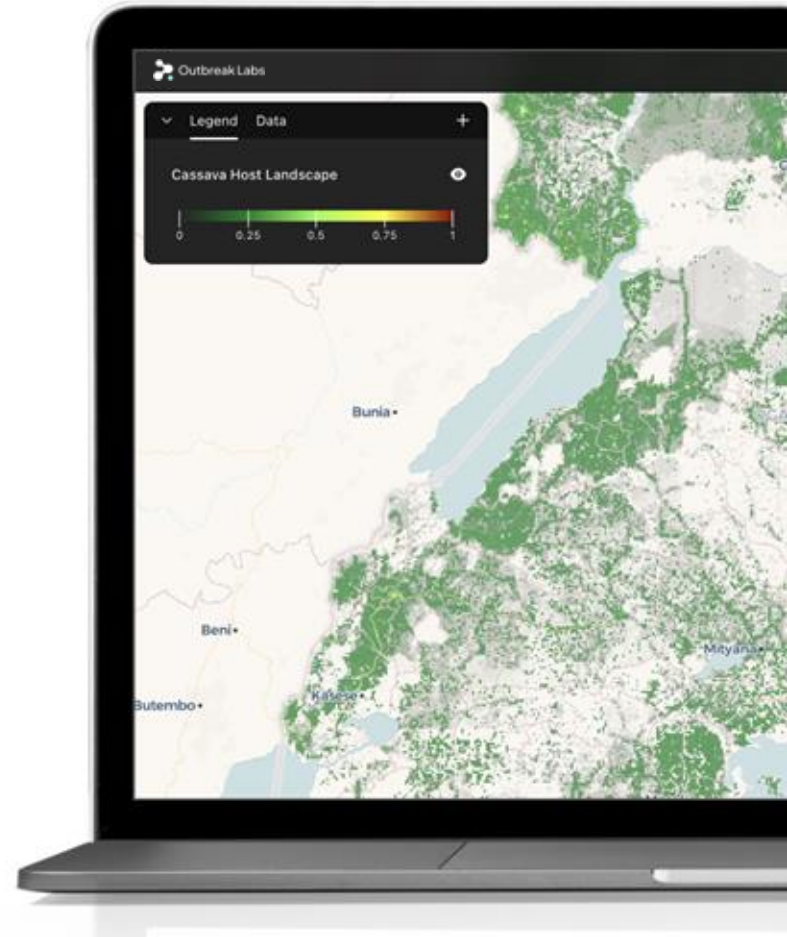 Outbreak Labs
Legend Data
Cassava Host Landscape
0 0.25 0.5 0.75 1
Bunia
Beni
Mityana
Kasese
Butembo